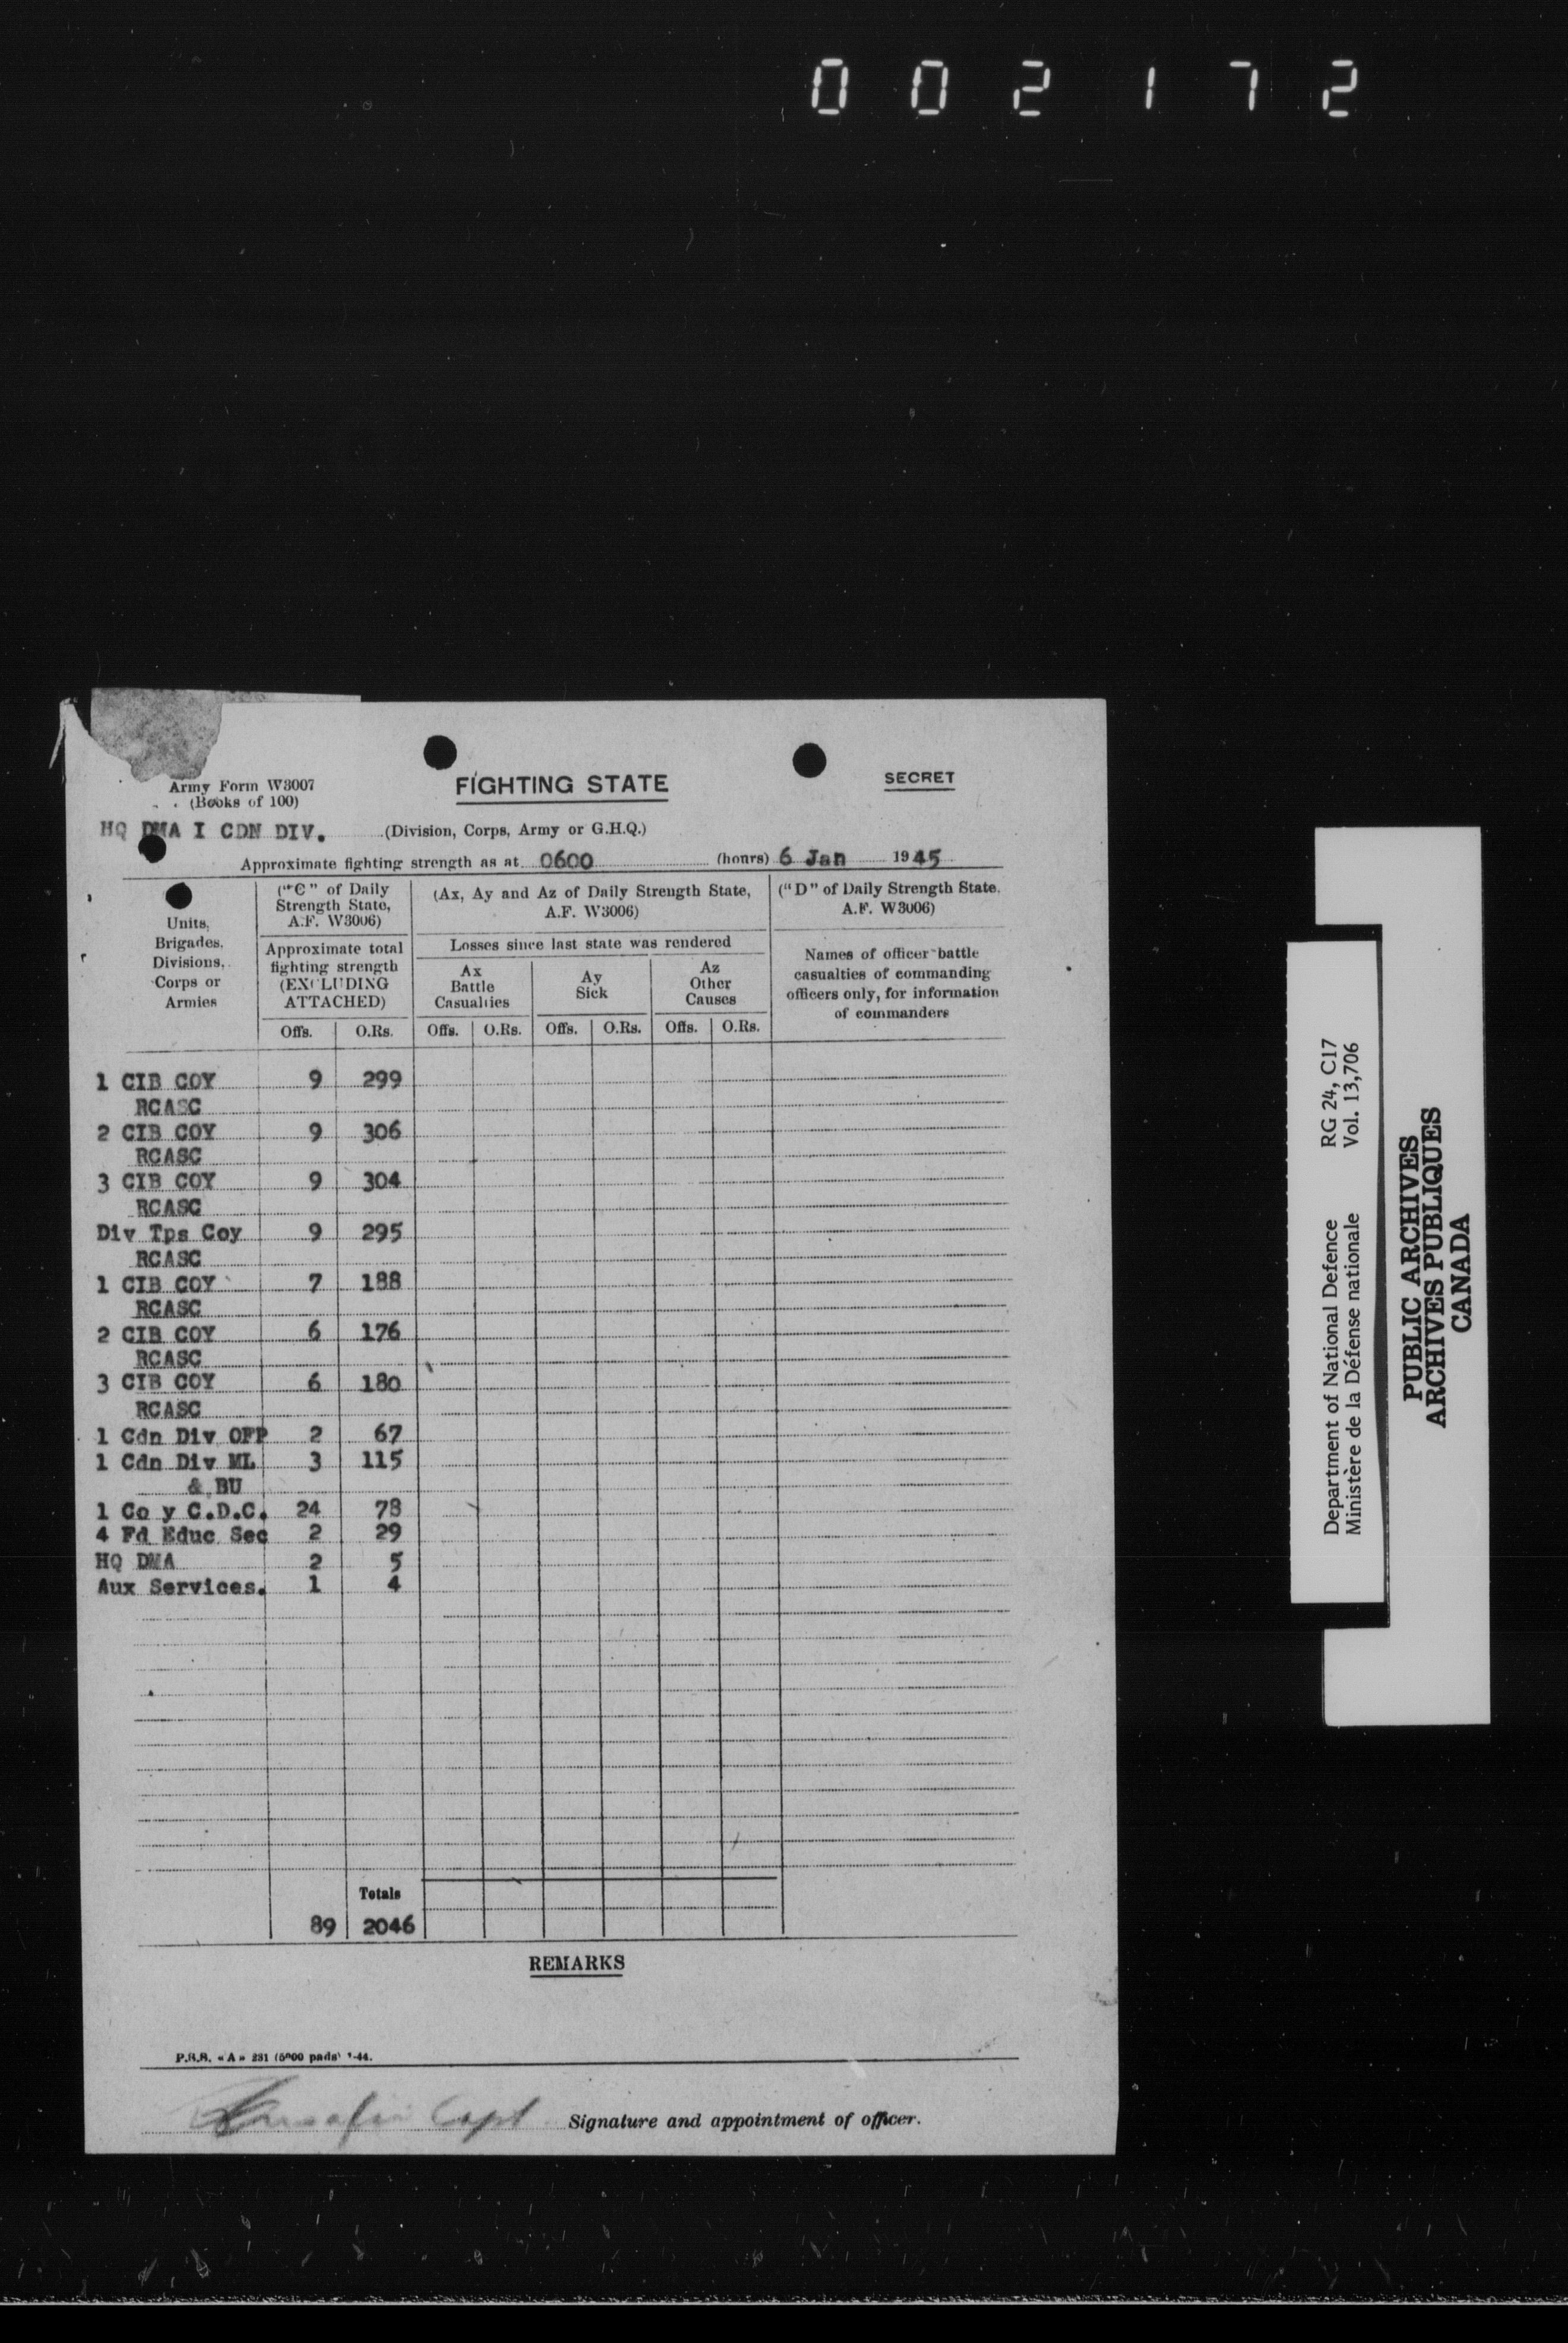 002172
Army Form W3007
(Books of 100)
FIGHTING STATE
SECRET
HQ DMA I CDN DIV. (Division, Corps, Army or G.H.Q.)
Approximate fighting strength as at 0600 (hours) 6 Jan 1945
Units, Brigades, Divisions, Corps or Armies
("C" of Daily Strength State, A.F. W3006)
Approximate total fighting strength (EXCLUDING ATTACHED)
(Ax, Ay and Az of Daily Strength State, A.F. W3006)
Losses since last state was rendered
Ax Battle Casualties
Ay Sick
Az Other Causes
("D" of Daily Strength State, A.F. W3006)
Names of officer battle casualties of commanding officers only, for information of commanders
Offs. O.Rs. Offs. O.Rs. Offs. O.Rs. Offs. O.Rs.
1 CIB COY 9 299
RCASC
2 CIB COY 9 306
RCASC
3 CIB COY 9 304
RCASC
Div Tps Coy 9 295
RCASC
1 CIB COY 7 188
RCASC
2 CIB COY 6 176
RCASC
3 CIB COY 6 180
RCASC
1 Cdn Div OFP 2 67
1 Cdn Div ML 3 115
& BU
1 Co y C.D.C. 24 78
4 Fd Educ Sec 2 29
HQ DMA 2 5
Aux Services. 1 4
Totals
89 2046
REMARKS
P.B.B. «A» 231 (5000 pads) -44.
Capt Signature and appointment of officer.
Department of National Defence RG 24, C17
Ministère de la Défense nationale Vol. 13,706
PUBLIC ARCHIVES
ARCHIVES PUBLIQUES
CANADA